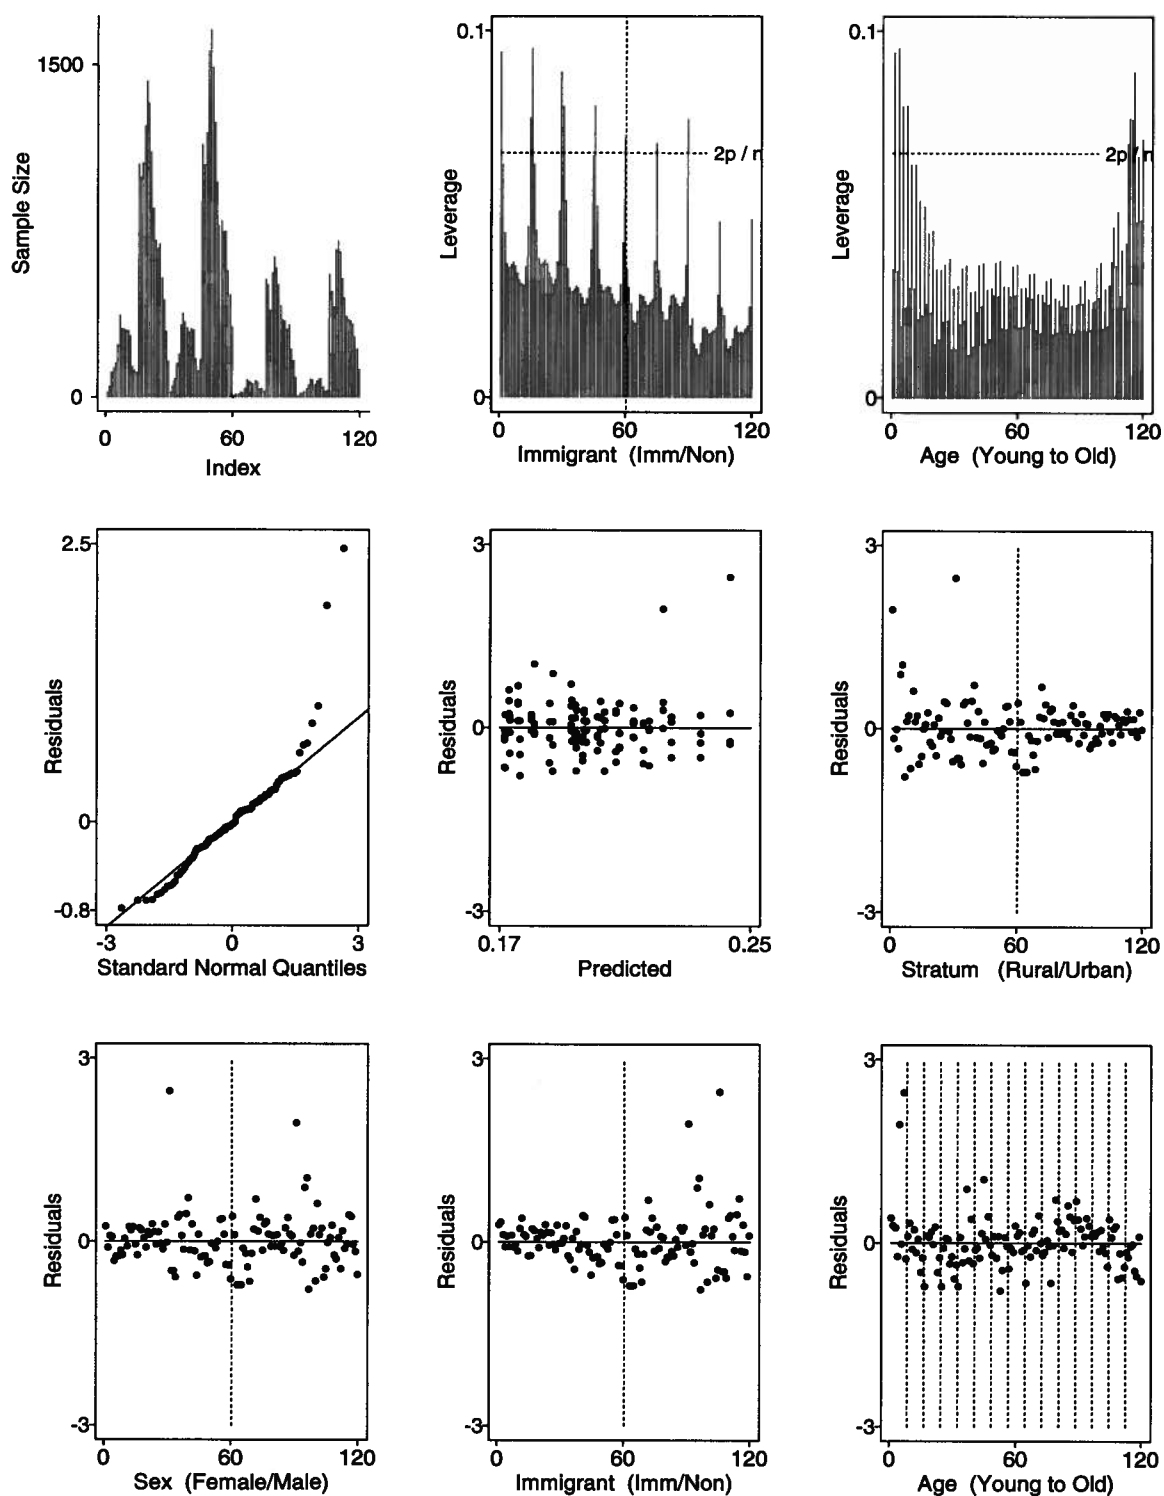 1500
Sample Size
0
0 60 120
Index
0.1
Leverage
2p / n
0
0 60 120
Immigrant (Imm/Non)
0.1
Leverage
2p / n
0
0 60 120
Age (Young to Old)
2.5
Residuals
0
-0.8
-3 0 3
Standard Normal Quantiles
3
Residuals
0
-3
0.17 0.25
Predicted
3
Residuals
0
-3
0 60 120
Stratum (Rural/Urban)
3
Residuals
0
-3
0 60 120
Sex (Female/Male)
3
Residuals
0
-3
0 60 120
Immigrant (Imm/Non)
3
Residuals
0
-3
0 60 120
Age (Young to Old)